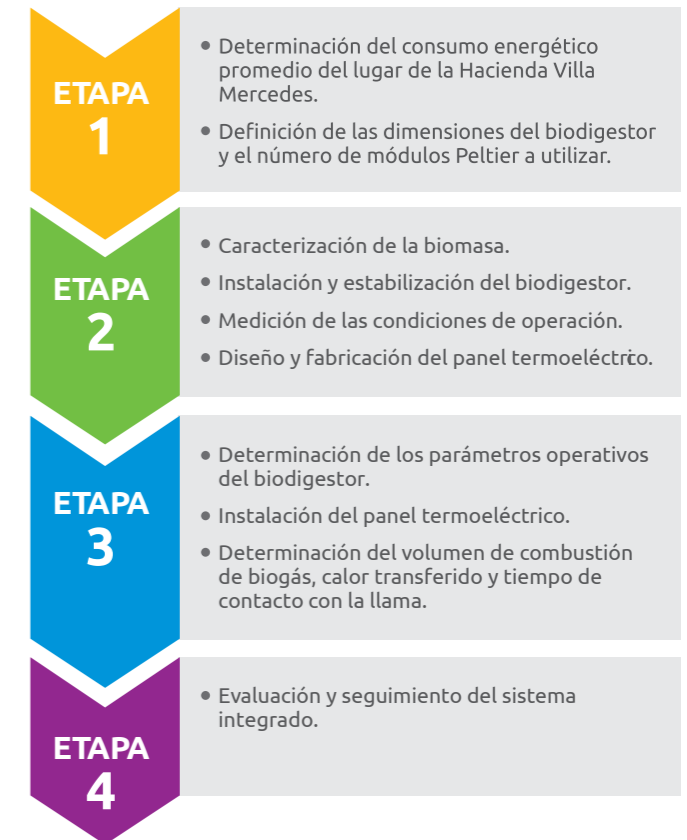 ETAPA
1
• Determinación del consumo energético
promedio del lugar de la Hacienda Villa
Mercedes.
• Definición de las dimensiones del biodigestor
y el número de módulos Peltier a utilizar.
ETAPA
2
• Caracterización de la biomasa.
• Instalación y estabilización del biodigestor.
• Medición de las condiciones de operación.
• Diseño y fabricación del panel termoeléctrico.
ETAPA
3
• Determinación de los parámetros operativos
del biodigestor.
• Instalación del panel termoeléctrico.
• Determinación del volumen de combustión
de biogás, calor transferido y tiempo de
contacto con la llama.
ETAPA
4
• Evaluación y seguimiento del sistema
integrado.